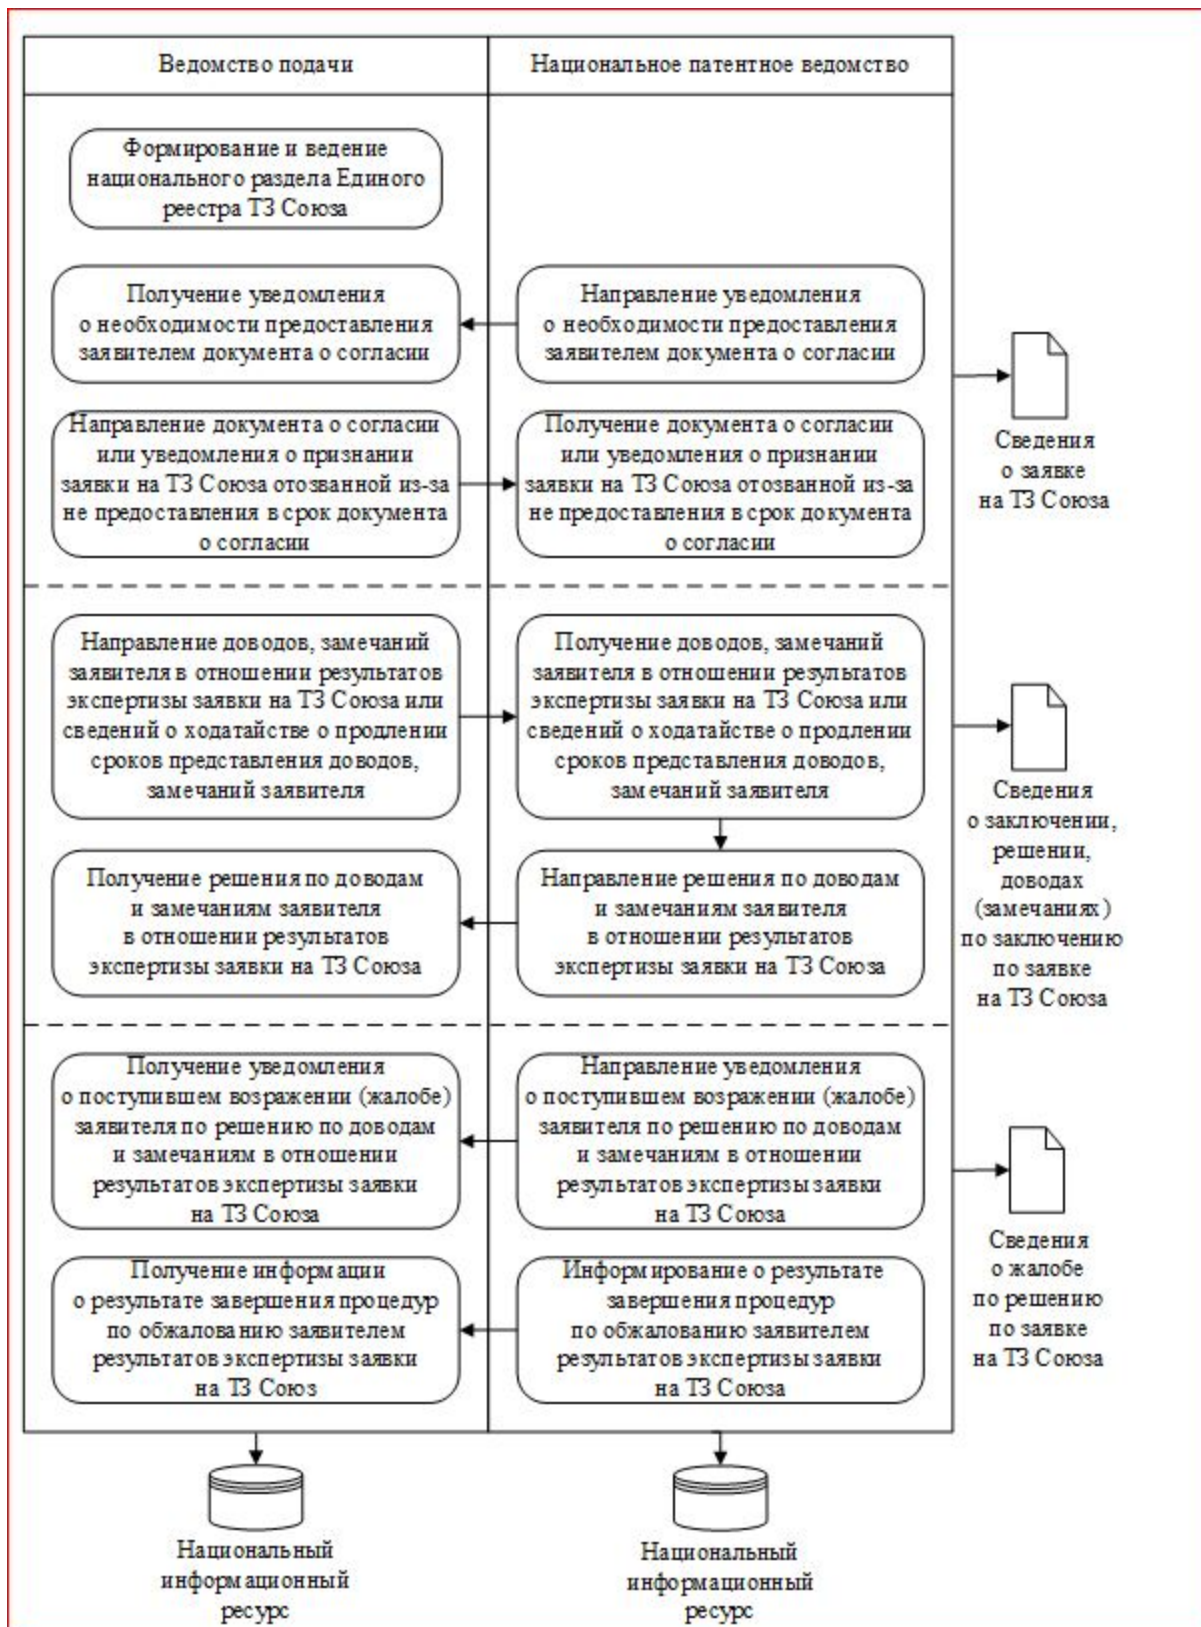 Ведомство подачи
Национальное патентное ведомство
Формирование и ведение
национального раздела Единого
реестра ТЗ Союза
Получение уведомления
о необходимости предоставления
заявителем документа о согласии
Направление уведомления
о необходимости предоставления
заявителем документа о согласии
Сведения
о заявке
на ТЗ Союза
Направление документа о согласии
или уведомления о признании
заявки на ТЗ Союза отозванной из-за
не предоставления в срок документа
о согласии
Получение документа о согласии
или уведомления о признании
заявки на ТЗ Союза отозванной из-за
не предоставления в срок документа
о согласии
Направление доводов, замечаний
заявителя в отношении результатов
экспертизы заявки на ТЗ Союза или
сведений о ходатайстве о продлении
сроков представления доводов,
замечаний заявителя
Получение доводов, замечаний
заявителя в отношении результатов
экспертизы заявки на ТЗ Союза или
сведений о ходатайстве о продлении
сроков представления доводов,
замечаний заявителя
Сведения
о заключении,
решении,
доводах
(замечаниях)
по заключению
по заявке
на ТЗ Союза
Получение решения по доводам
и замечаниям заявителя
в отношении результатов
экспертизы заявки на ТЗ Союза
Направление решения по доводам
и замечаниям заявителя
в отношении результатов
экспертизы заявки на ТЗ Союза
Получение уведомления
о поступившем возражении (жалобе)
заявителя по решению по доводам
и замечаниям в отношении
результатов экспертизы заявки
на ТЗ Союза
Направление уведомления
о поступившем возражении (жалобе)
заявителя по решению по доводам
и замечаниям в отношении
результатов экспертизы заявки
на ТЗ Союза
Сведения
о жалобе
по решению
по заявке
на ТЗ Союза
Получение информации
о результате завершения процедур
по обжалованию заявителем
результатов экспертизы заявки
на ТЗ Союз
Информирование о результате
завершения процедур
по обжалованию заявителем
результатов экспертизы заявки
на ТЗ Союза
Национальный
информационный
ресурс
Национальный
информационный
ресурс